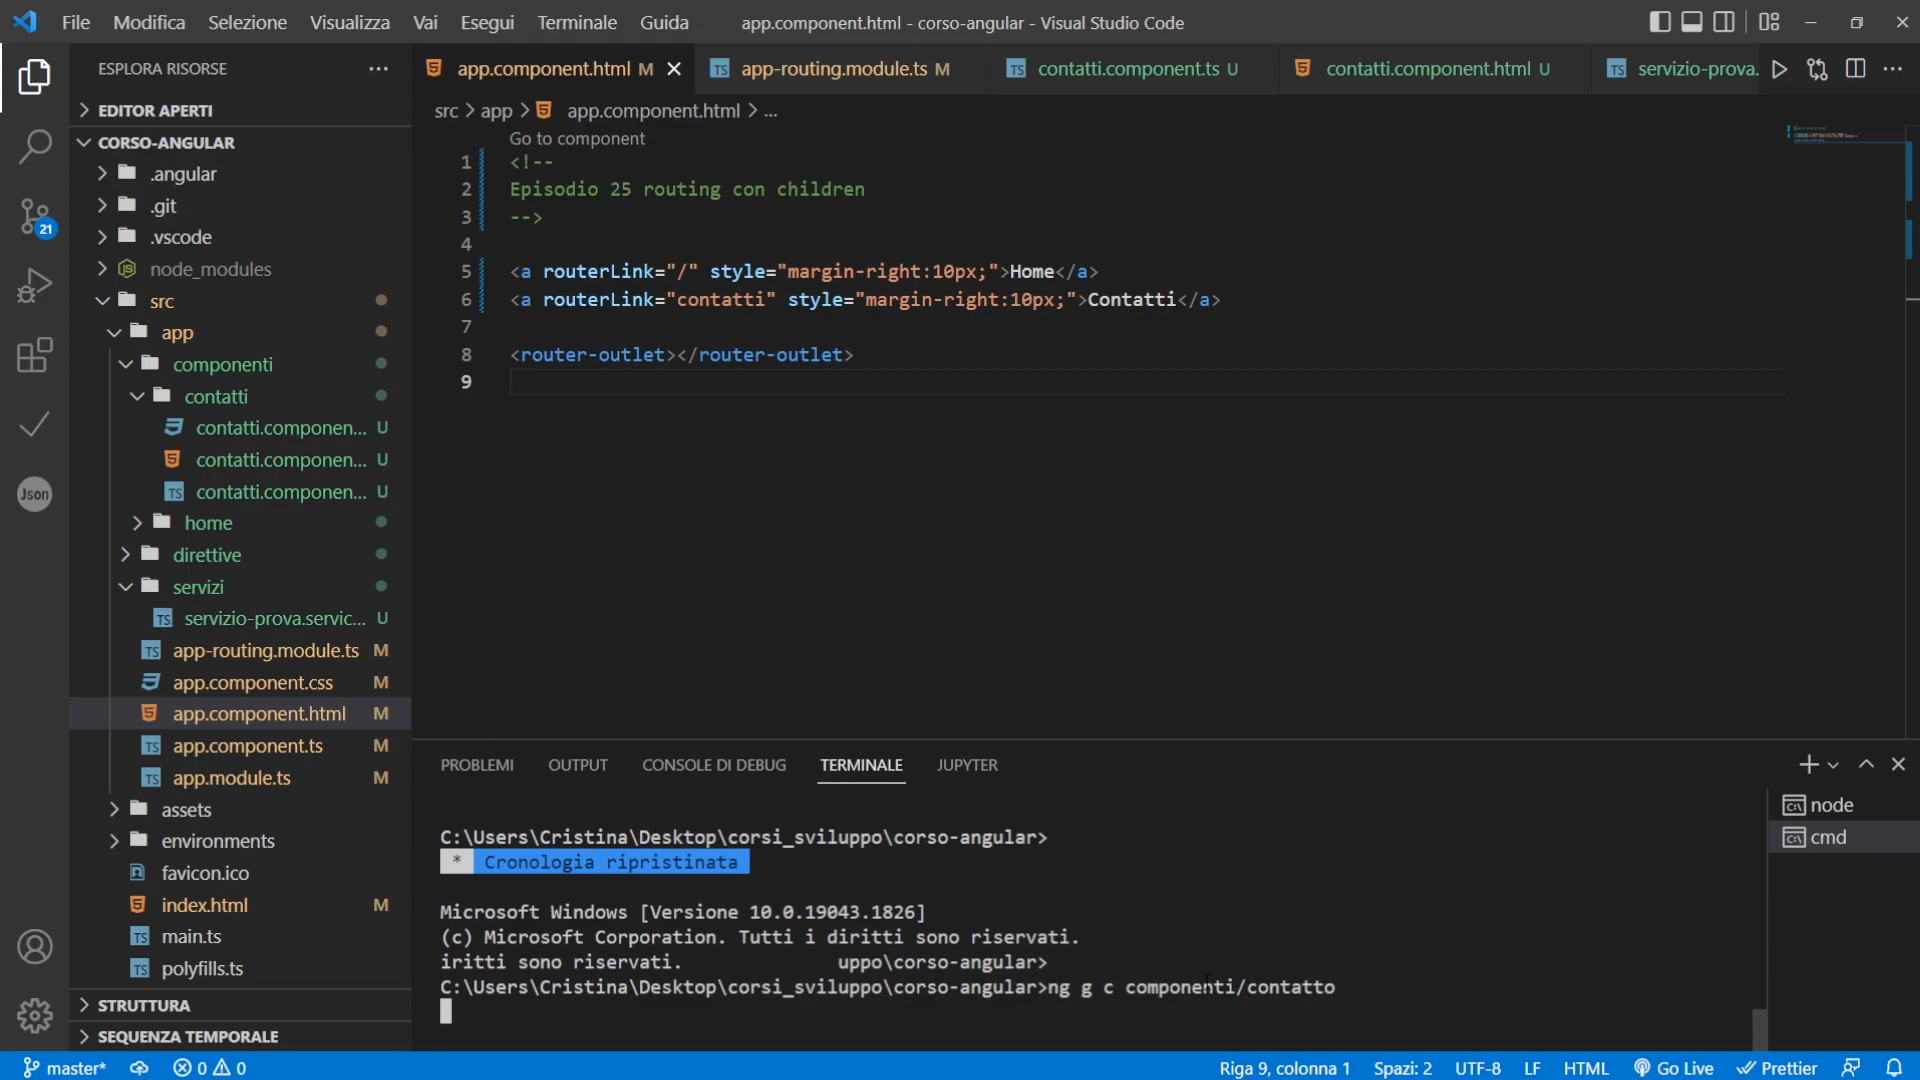 File Modifica Selezione Visualizza Vai Esegui Terminale Guida app.component.html - corso-angular - Visual Studio Code
ESPLORA RISORSE ...
EDITOR APERTI
CORSO-ANGULAR
.angular
.git
.vscode
node_modules
src
app
componenti
contatti
contatti.componen... U
contatti.componen... U
contatti.componen... U
home
direttive
servizi
servizio-prova.servic... U
app-routing.module.ts M
app.component.css M
app.component.html M
app.component.ts M
app.module.ts M
assets
environments
favicon.ico
index.html M
main.ts
polyfills.ts
STRUTTURA
SEQUENZA TEMPORALE
21
Json
app.component.html M app-routing.module.ts M contatti.component.ts U contatti.component.html U servizio-prova.
src > app > app.component.html > ...
Go to component
1 <!--
2 Episodio 25 routing con children
3 -->
4
5 <a routerLink="/" style="margin-right:10px;">Home</a>
6 <a routerLink="contatti" style="margin-right:10px;">Contatti</a>
7
8 <router-outlet></router-outlet>
9
PROBLEMI OUTPUT CONSOLE DI DEBUG TERMINALE JUPYTER
node
cmd
C:\Users\Cristina\Desktop\corsi_sviluppo\corso-angular>
* Cronologia ripristinata
Microsoft Windows [Versione 10.0.19043.1826]
(c) Microsoft Corporation. Tutti i diritti sono riservati.
iritti sono riservati. uppo\corso-angular>
C:\Users\Cristina\Desktop\corsi_sviluppo\corso-angular>ng g c componenti/contatto
master* 0 0 Riga 9, colonna 1 Spazi: 2 UTF-8 LF HTML Go Live Prettier